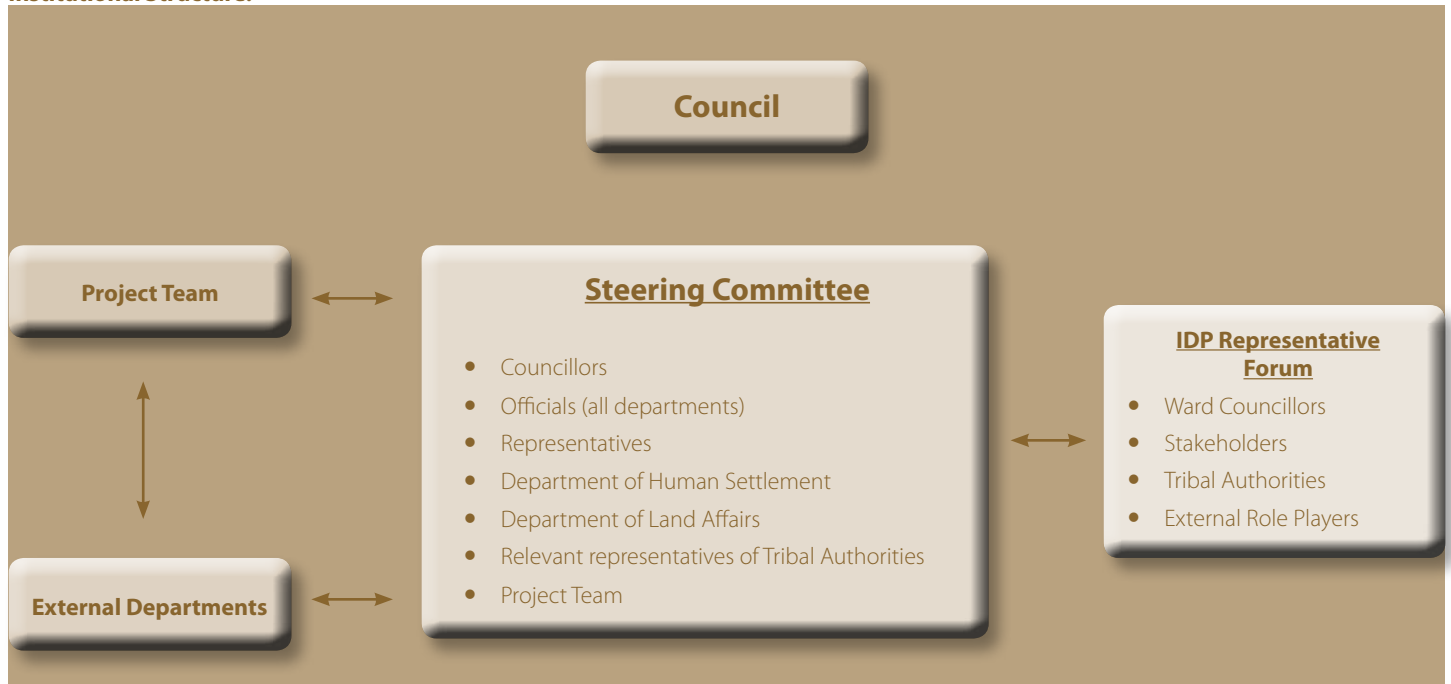 Institutional Structure:
Council
Project Team
Steering Committee
• Councillors
• Officials (all departments)
• Representatives
• Department of Human Settlement
• Department of Land Affairs
• Relevant representatives of Tribal Authorities
• Project Team
IDP Representative
Forum
• Ward Councillors
• Stakeholders
• Tribal Authorities
• External Role Players
External Departments